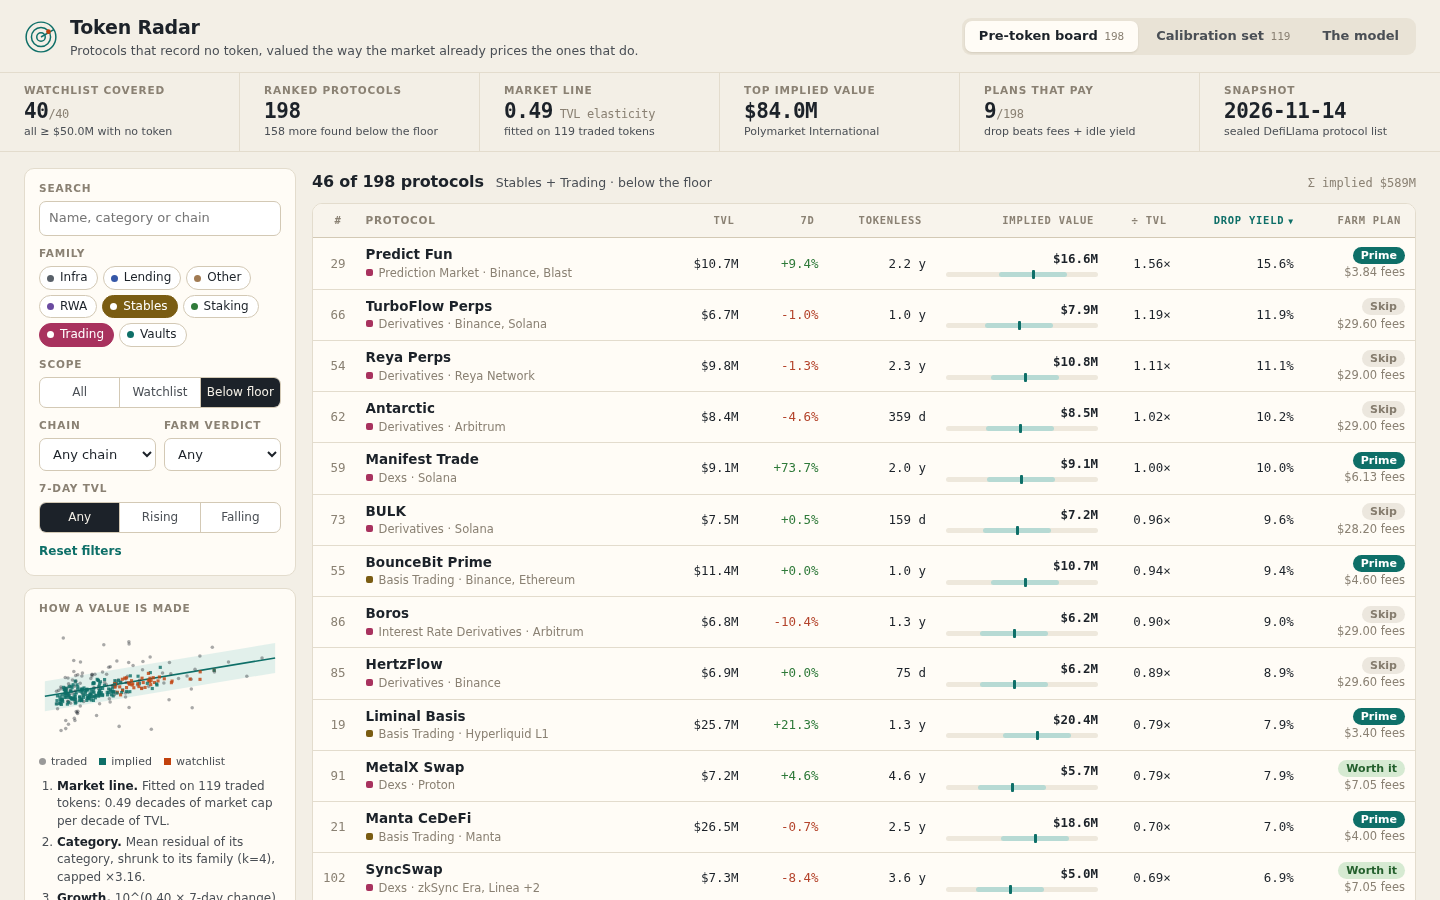 Token Radar
Protocols that record no token, valued the way the market already prices the ones that do.
Pre-token board 198
Calibration set 119
The model
WATCHLIST COVERED
40/40
all ≥ $50.0M with no token
RANKED PROTOCOLS
198
158 more found below the floor
MARKET LINE
0.49 TVL elasticity
fitted on 119 traded tokens
TOP IMPLIED VALUE
$84.0M
Polymarket International
PLANS THAT PAY
9/198
drop beats fees + idle yield
SNAPSHOT
2026-11-14
sealed DefiLlama protocol list
SEARCH
Name, category or chain
FAMILY
Infra Lending Other
RWA Stables Staking
Trading Vaults
SCOPE
All Watchlist Below floor
CHAIN FARM VERDICT
Any chain Any
7-DAY TVL
Any Rising Falling
Reset filters
HOW A VALUE IS MADE
traded implied watchlist
1. Market line. Fitted on 119 traded
tokens: 0.49 decades of market cap
per decade of TVL.
2. Category. Mean residual of its
category, shrunk to its family (k=4),
capped ×3.16.
3. Growth. 10^(0.40 × 7-day change)
46 of 198 protocols Stables + Trading · below the floor Σ implied $589M
# PROTOCOL TVL 7D TOKENLESS IMPLIED VALUE ÷ TVL DROP YIELD ▼ FARM PLAN
29 Predict Fun $10.7M +9.4% 2.2 y $16.6M 1.56× 15.6% Prime
Prediction Market · Binance, Blast $3.84 fees
66 TurboFlow Perps $6.7M -1.0% 1.0 y $7.9M 1.19× 11.9% Skip
Derivatives · Binance, Solana $29.60 fees
54 Reya Perps $9.8M -1.3% 2.3 y $10.8M 1.11× 11.1% Skip
Derivatives · Reya Network $29.00 fees
62 Antarctic $8.4M -4.6% 359 d $8.5M 1.02× 10.2% Skip
Derivatives · Arbitrum $29.00 fees
59 Manifest Trade $9.1M +73.7% 2.0 y $9.1M 1.00× 10.0% Prime
Dexs · Solana $6.13 fees
73 BULK $7.5M +0.5% 159 d $7.2M 0.96× 9.6% Skip
Derivatives · Solana $28.20 fees
55 BounceBit Prime $11.4M +0.0% 1.0 y $10.7M 0.94× 9.4% Prime
Basis Trading · Binance, Ethereum $4.60 fees
86 Boros $6.8M -10.4% 1.3 y $6.2M 0.90× 9.0% Skip
Interest Rate Derivatives · Arbitrum $29.00 fees
85 HertzFlow $6.9M +0.0% 75 d $6.2M 0.89× 8.9% Skip
Derivatives · Binance $29.60 fees
19 Liminal Basis $25.7M +21.3% 1.3 y $20.4M 0.79× 7.9% Prime
Basis Trading · Hyperliquid L1 $3.40 fees
91 MetalX Swap $7.2M +4.6% 4.6 y $5.7M 0.79× 7.9% Worth it
Dexs · Proton $7.05 fees
21 Manta CeDeFi $26.5M -0.7% 2.5 y $18.6M 0.70× 7.0% Prime
Basis Trading · Manta $4.00 fees
102 SyncSwap $7.3M -8.4% 3.6 y $5.0M 0.69× 6.9% Worth it
Dexs · zkSync Era, Linea +2 $7.05 fees